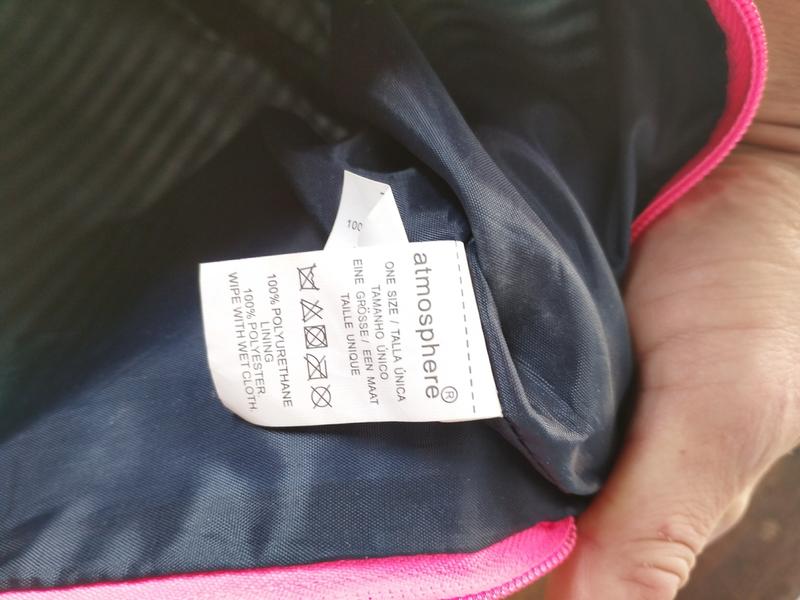 atmosphere®
ONE SIZE / TALLA ÚNICA
TAMANHO ÚNICO
EINE GRÖSSE / EEN MAAT
TAILLE UNIQUE
100% POLYURETHANE
LINING
100% POLYESTER
WIPE WITH WET CLOTH.
100